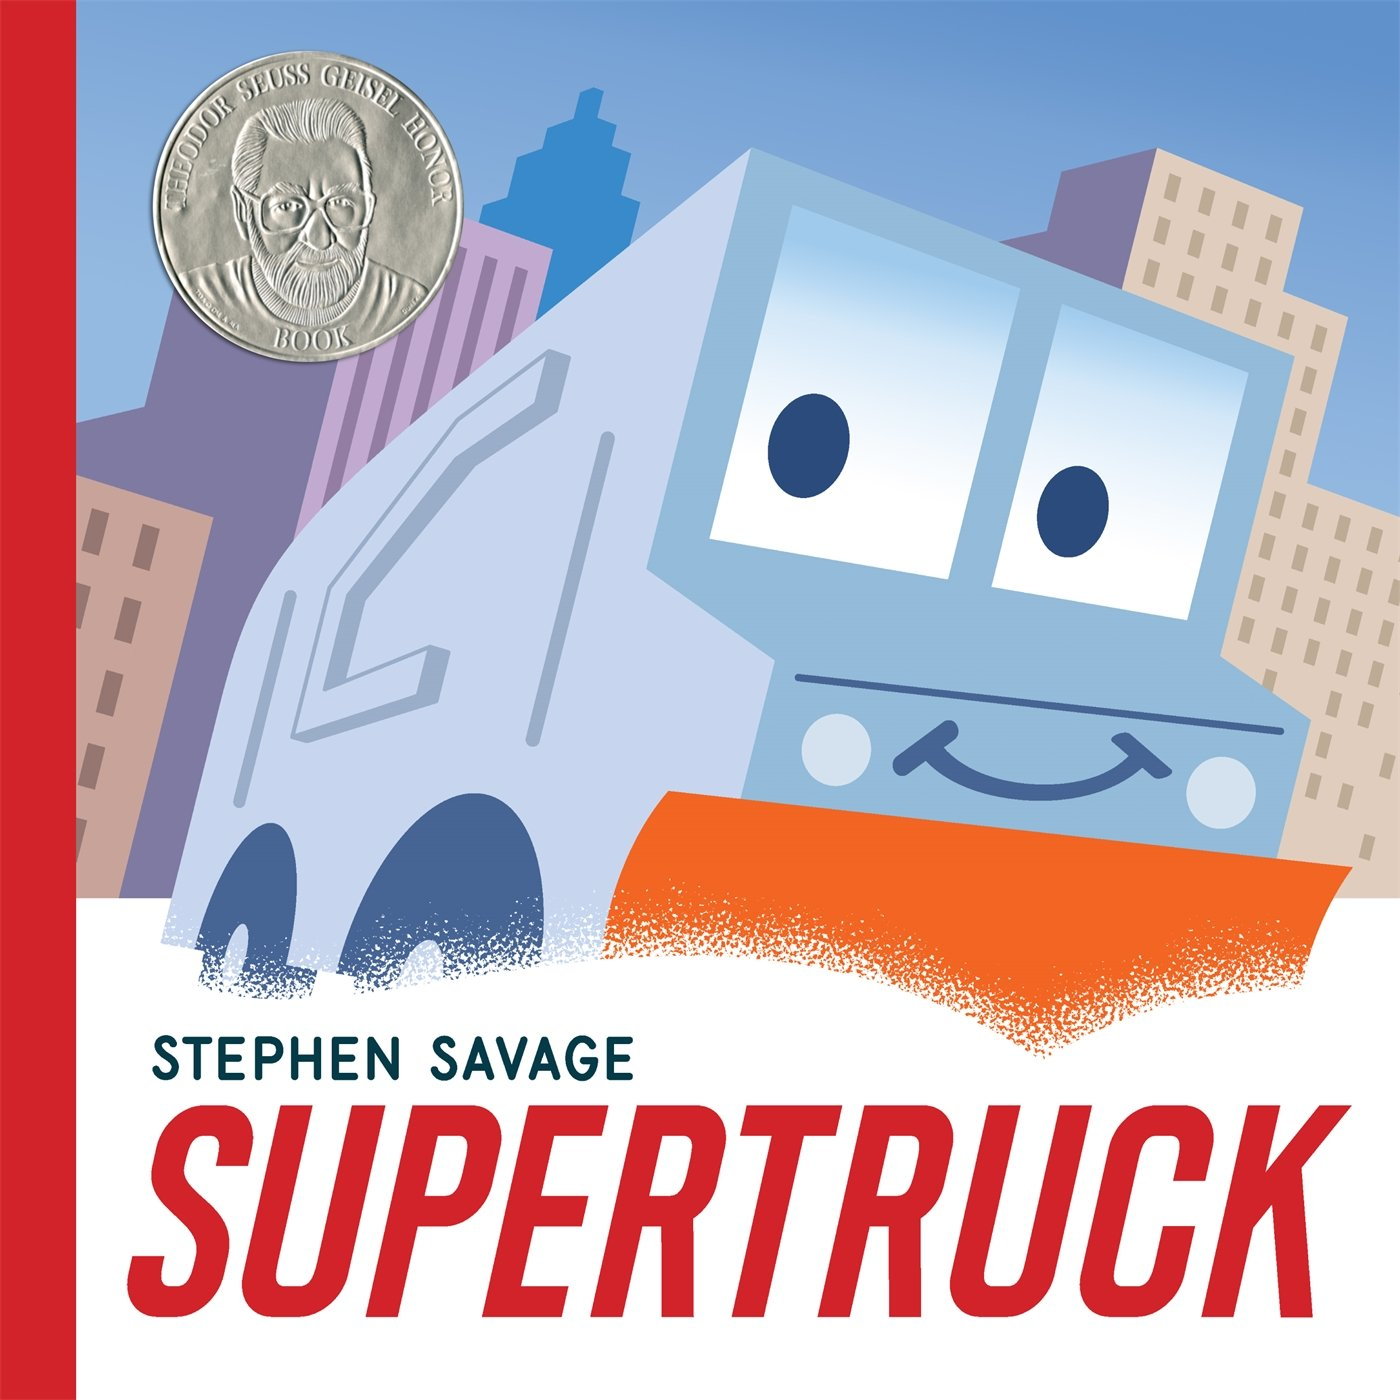 THEODOR SEUSS GEISEL HONOR
BOOK
STEPHEN SAVAGE
SUPERTRUCK